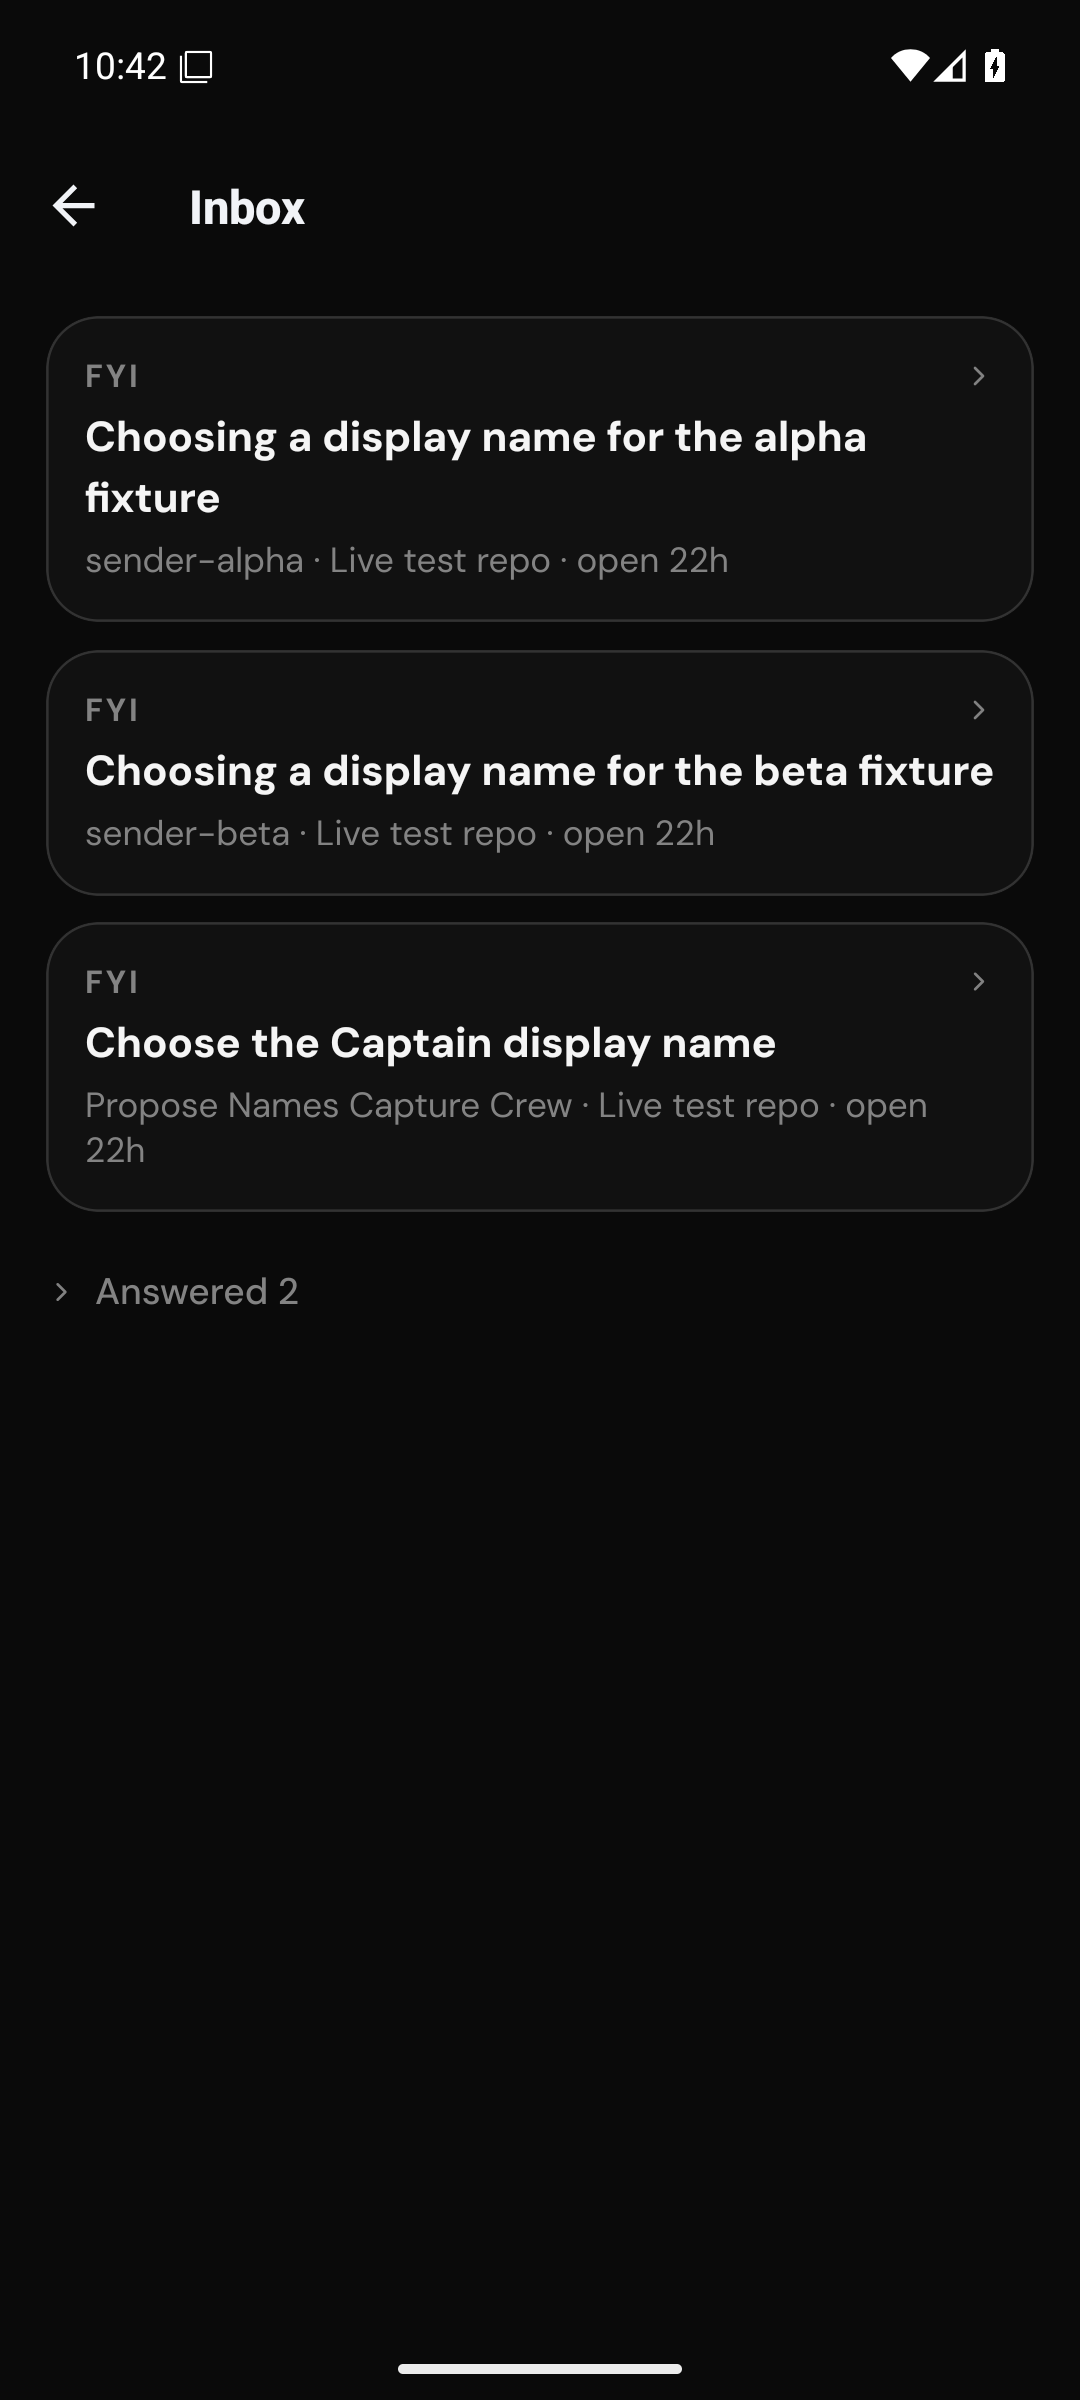 10:42
Inbox
FYI
Choosing a display name for the alpha
fixture
sender-alpha · Live test repo · open 22h
FYI
Choosing a display name for the beta fixture
sender-beta · Live test repo · open 22h
FYI
Choose the Captain display name
Propose Names Capture Crew · Live test repo · open
22h
Answered 2